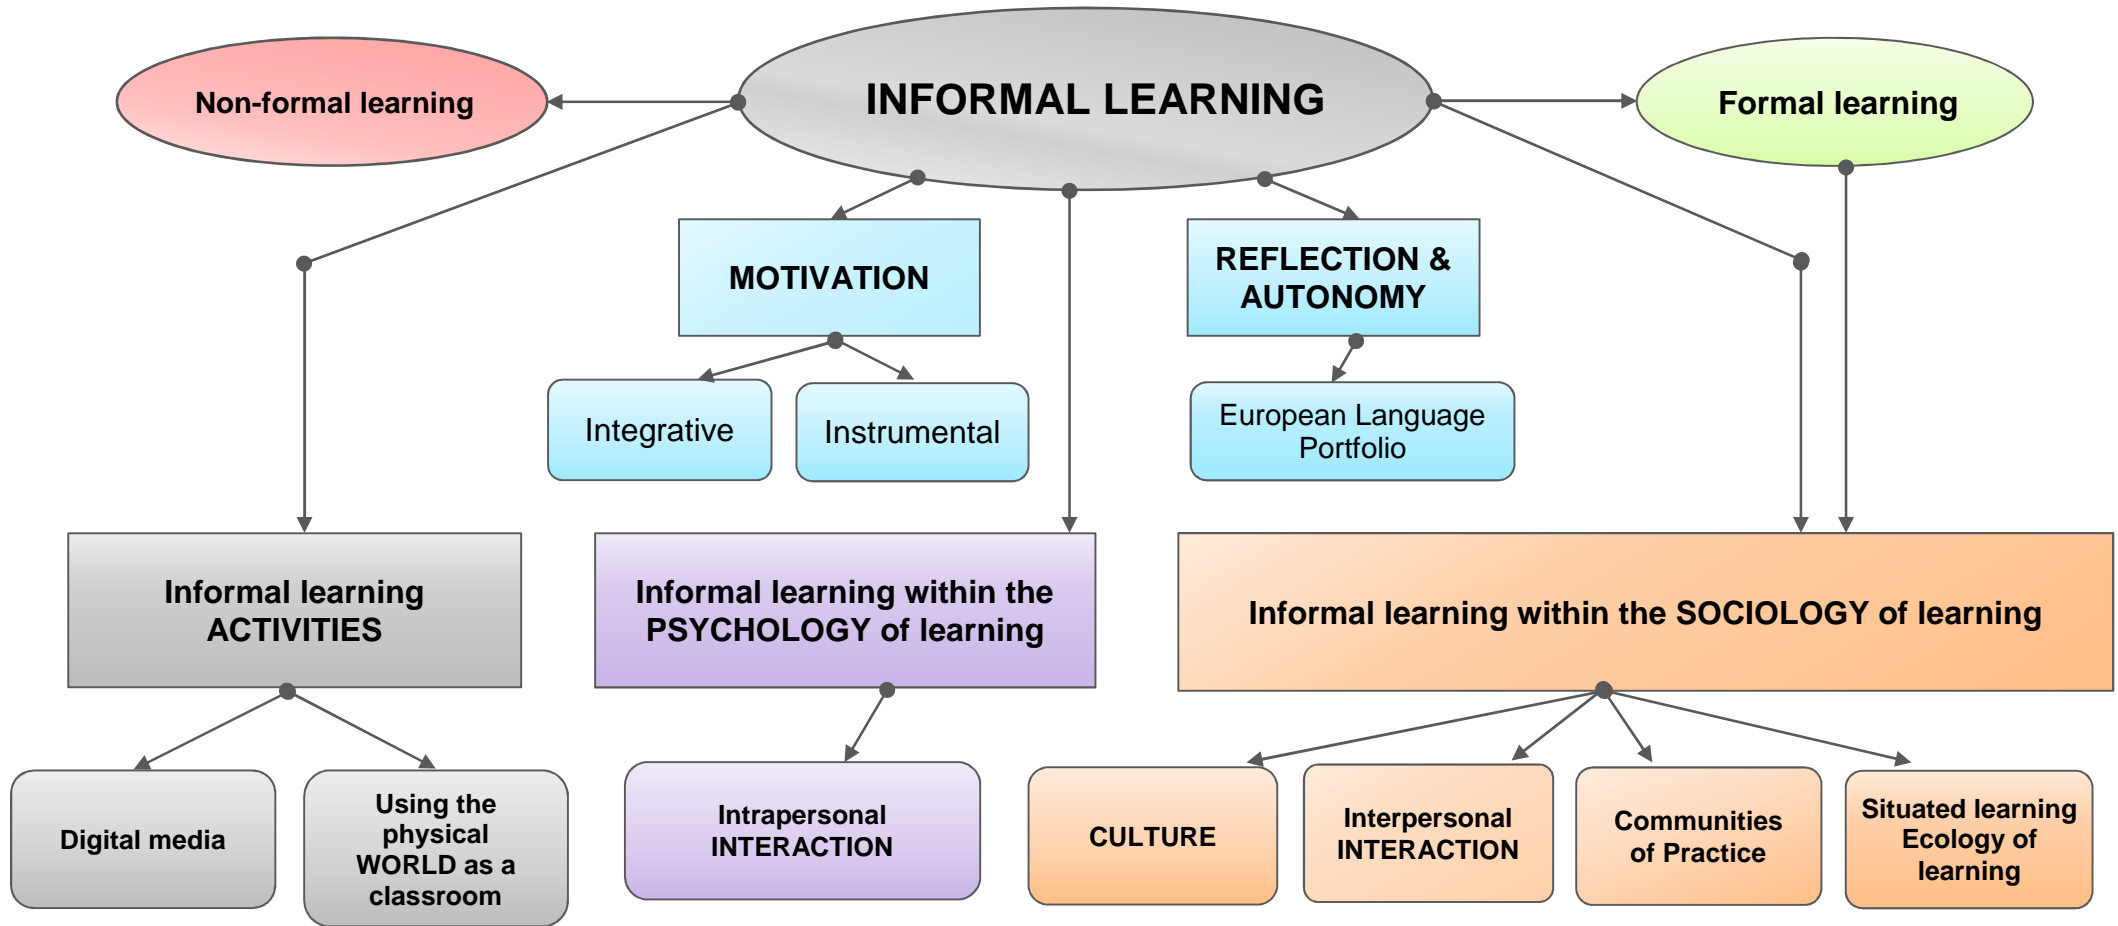 Non-formal learning
INFORMAL LEARNING
Formal learning
MOTIVATION
REFLECTION &
AUTONOMY
Integrative
Instrumental
European Language
Portfolio
Informal learning
ACTIVITIES
Informal learning within the
PSYCHOLOGY of learning
Informal learning within the SOCIOLOGY of learning
Digital media
Using the
physical
WORLD as a
classroom
Intrapersonal
INTERACTION
CULTURE
Interpersonal
INTERACTION
Communities
of Practice
Situated learning
Ecology of
learning